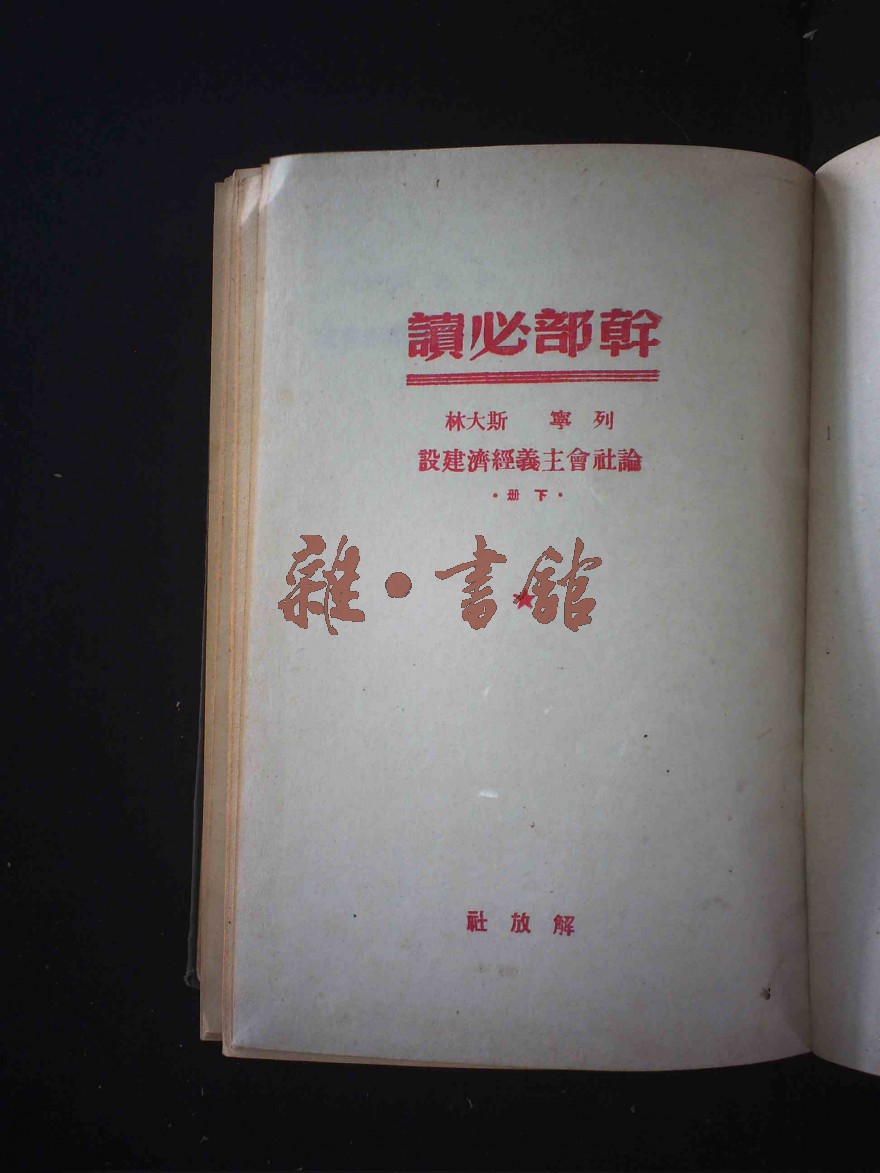 幹部必讀
列寧 斯大林
論社會主義經濟建設
·下册·
雜·書館
解放社